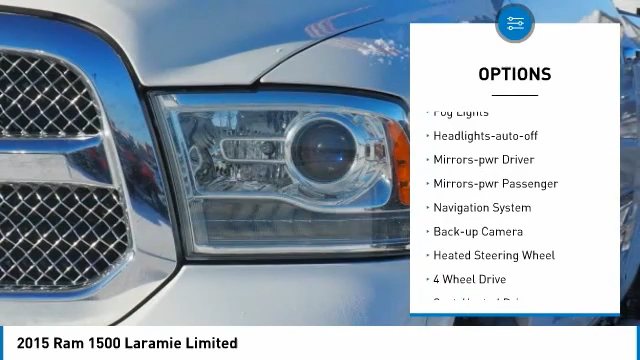 OPTIONS
Fog Lights
Headlights-auto-off
Mirrors-pwr Driver
Mirrors-pwr Passenger
Navigation System
Back-up Camera
Heated Steering Wheel
4 Wheel Drive
2015 Ram 1500 Laramie Limited